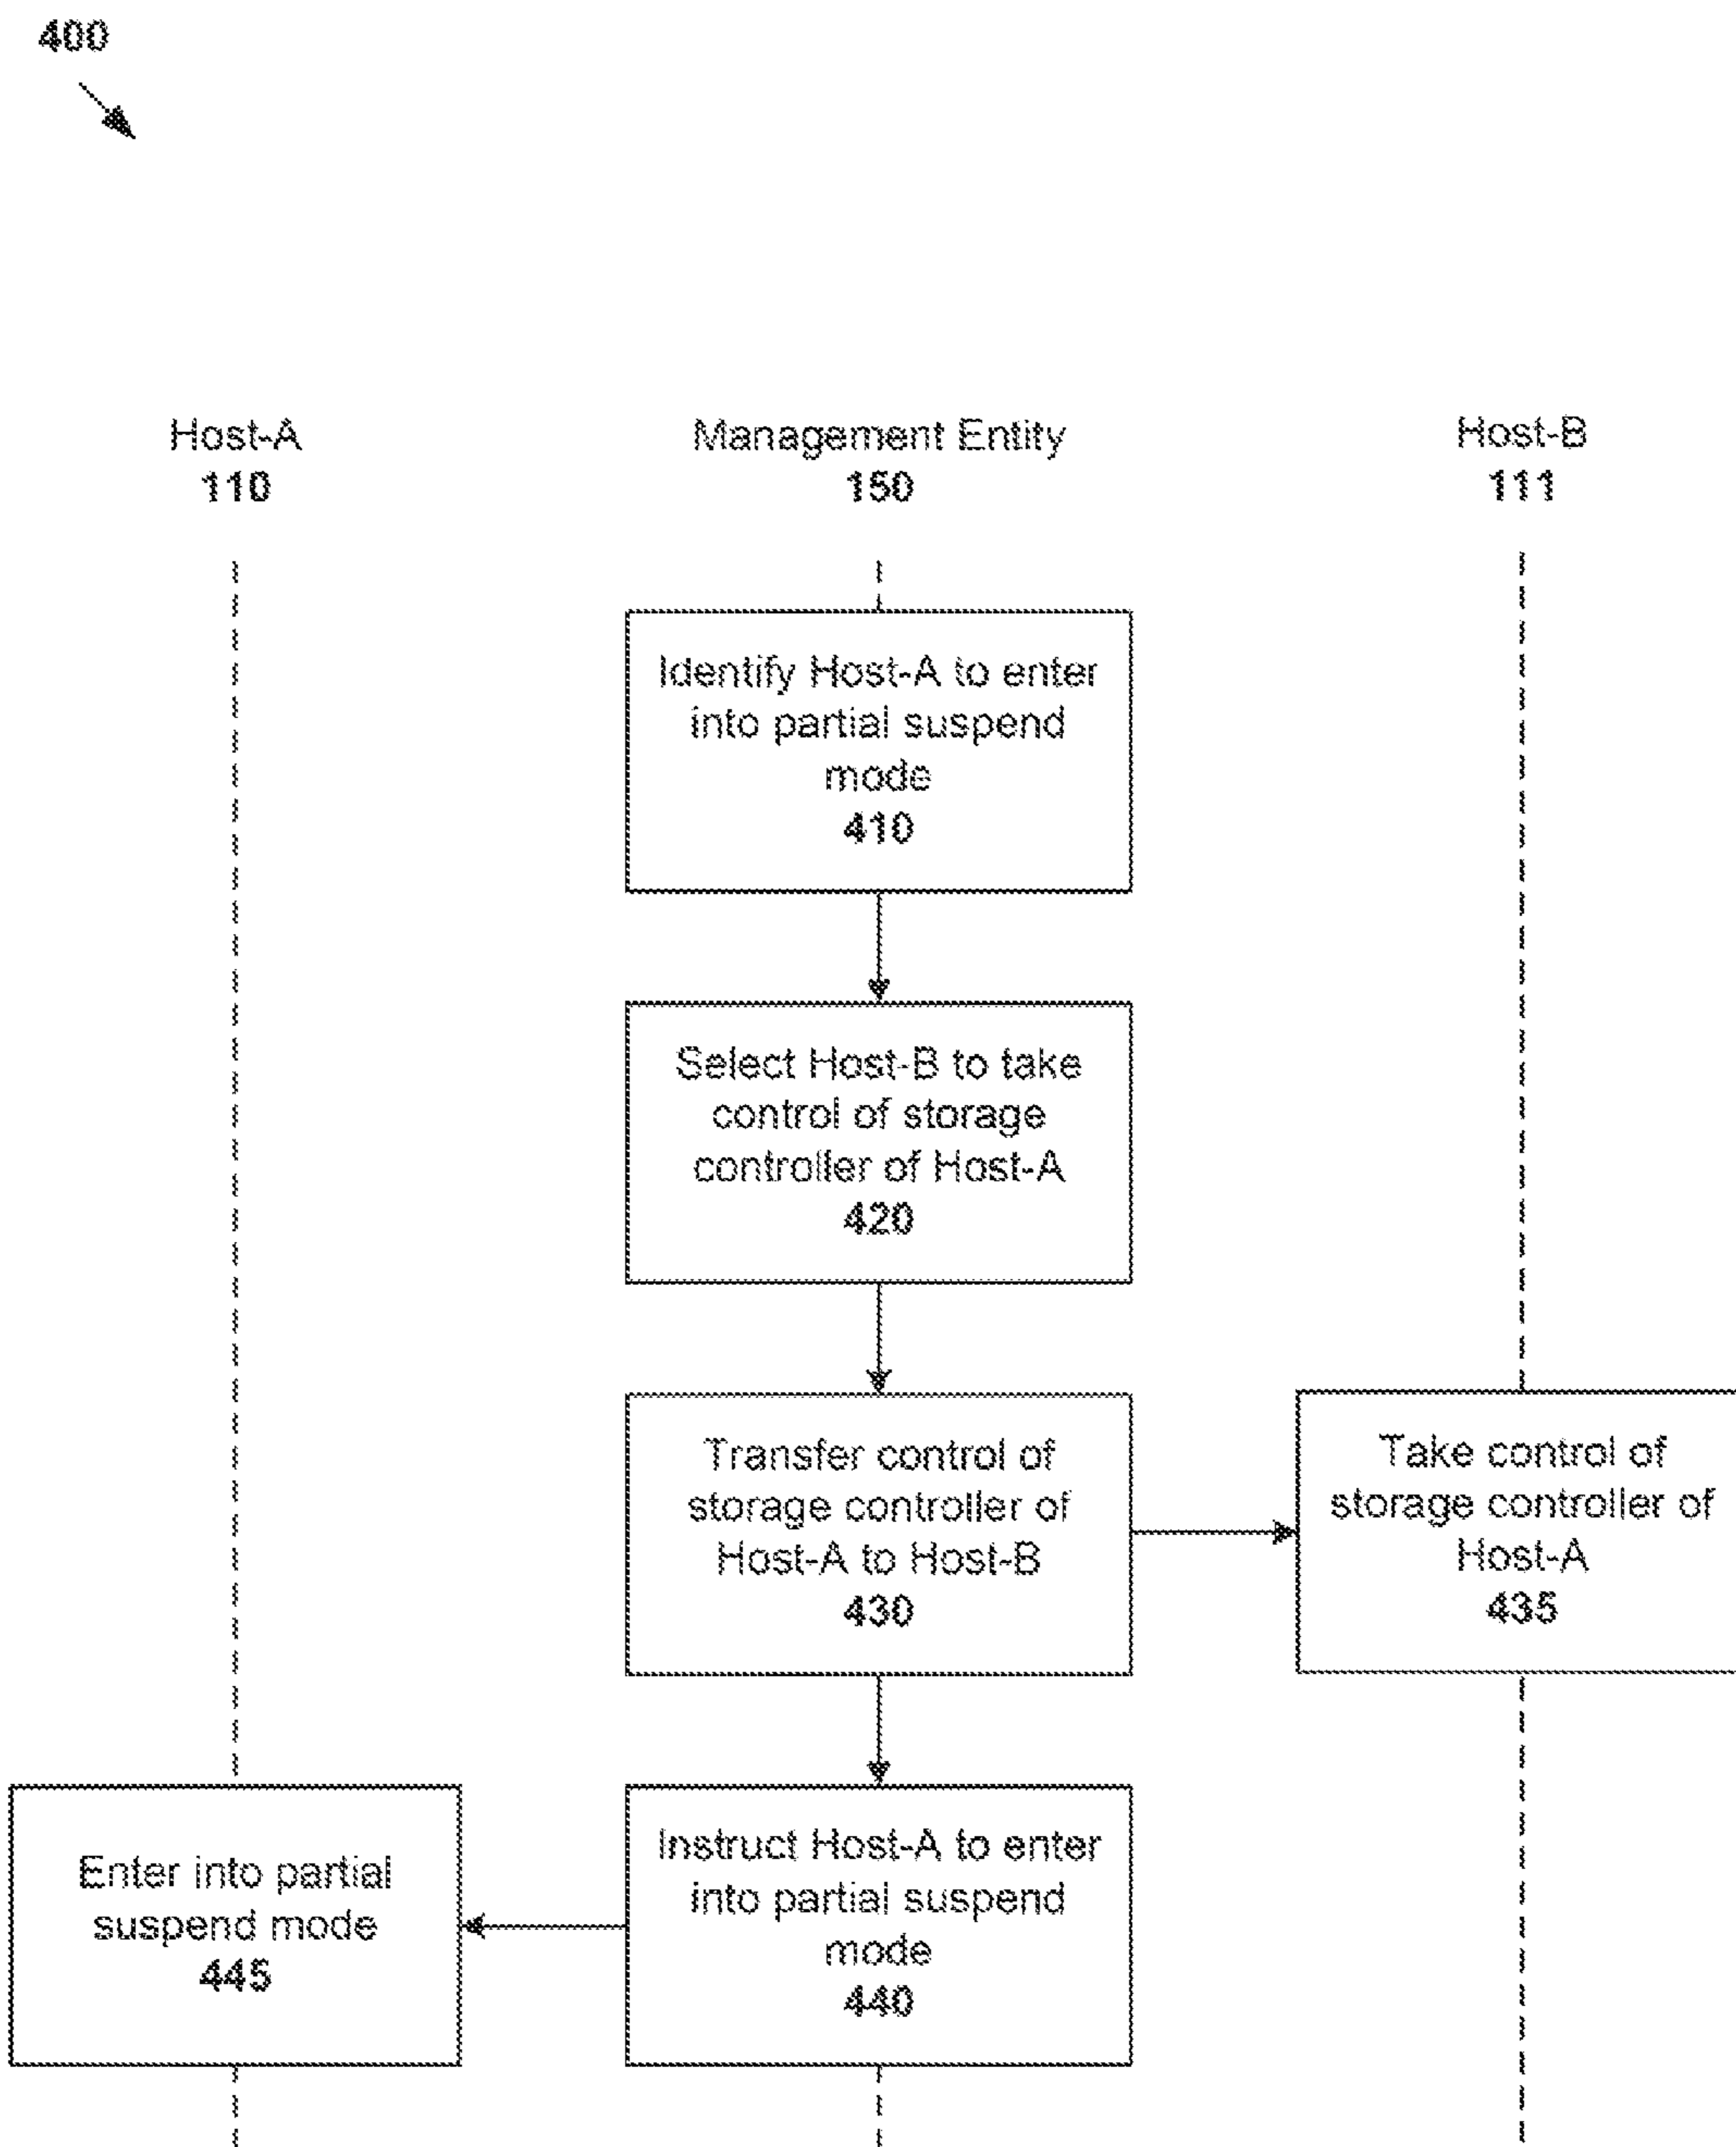 400
Host-A
110
Management Entity
150
Host-B
111
Identify Host-A to enter
into partial suspend
mode
410
Select Host-B to take
control of storage
controller of Host-A
420
Transfer control of
storage controller of
Host-A to Host-B
430
Take control of
storage controller of
Host-A
435
Enter into partial
suspend mode
445
Instruct Host-A to enter
into partial suspend
mode
440